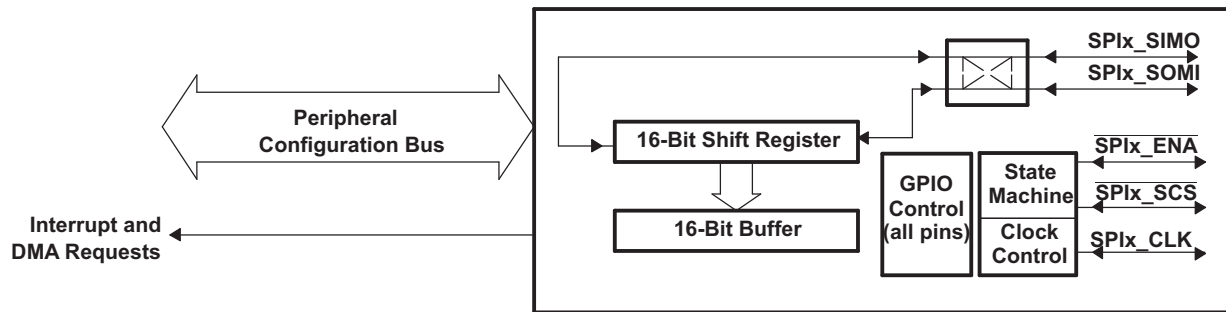 Peripheral
Configuration Bus
Interrupt and
DMA Requests
16-Bit Shift Register
16-Bit Buffer
GPIO
Control
(all pins)
State
Machine
Clock
Control
SPIx_SIMO
SPIx_SOMI
SPIx_ENA
SPIx_SCS
SPIx_CLK